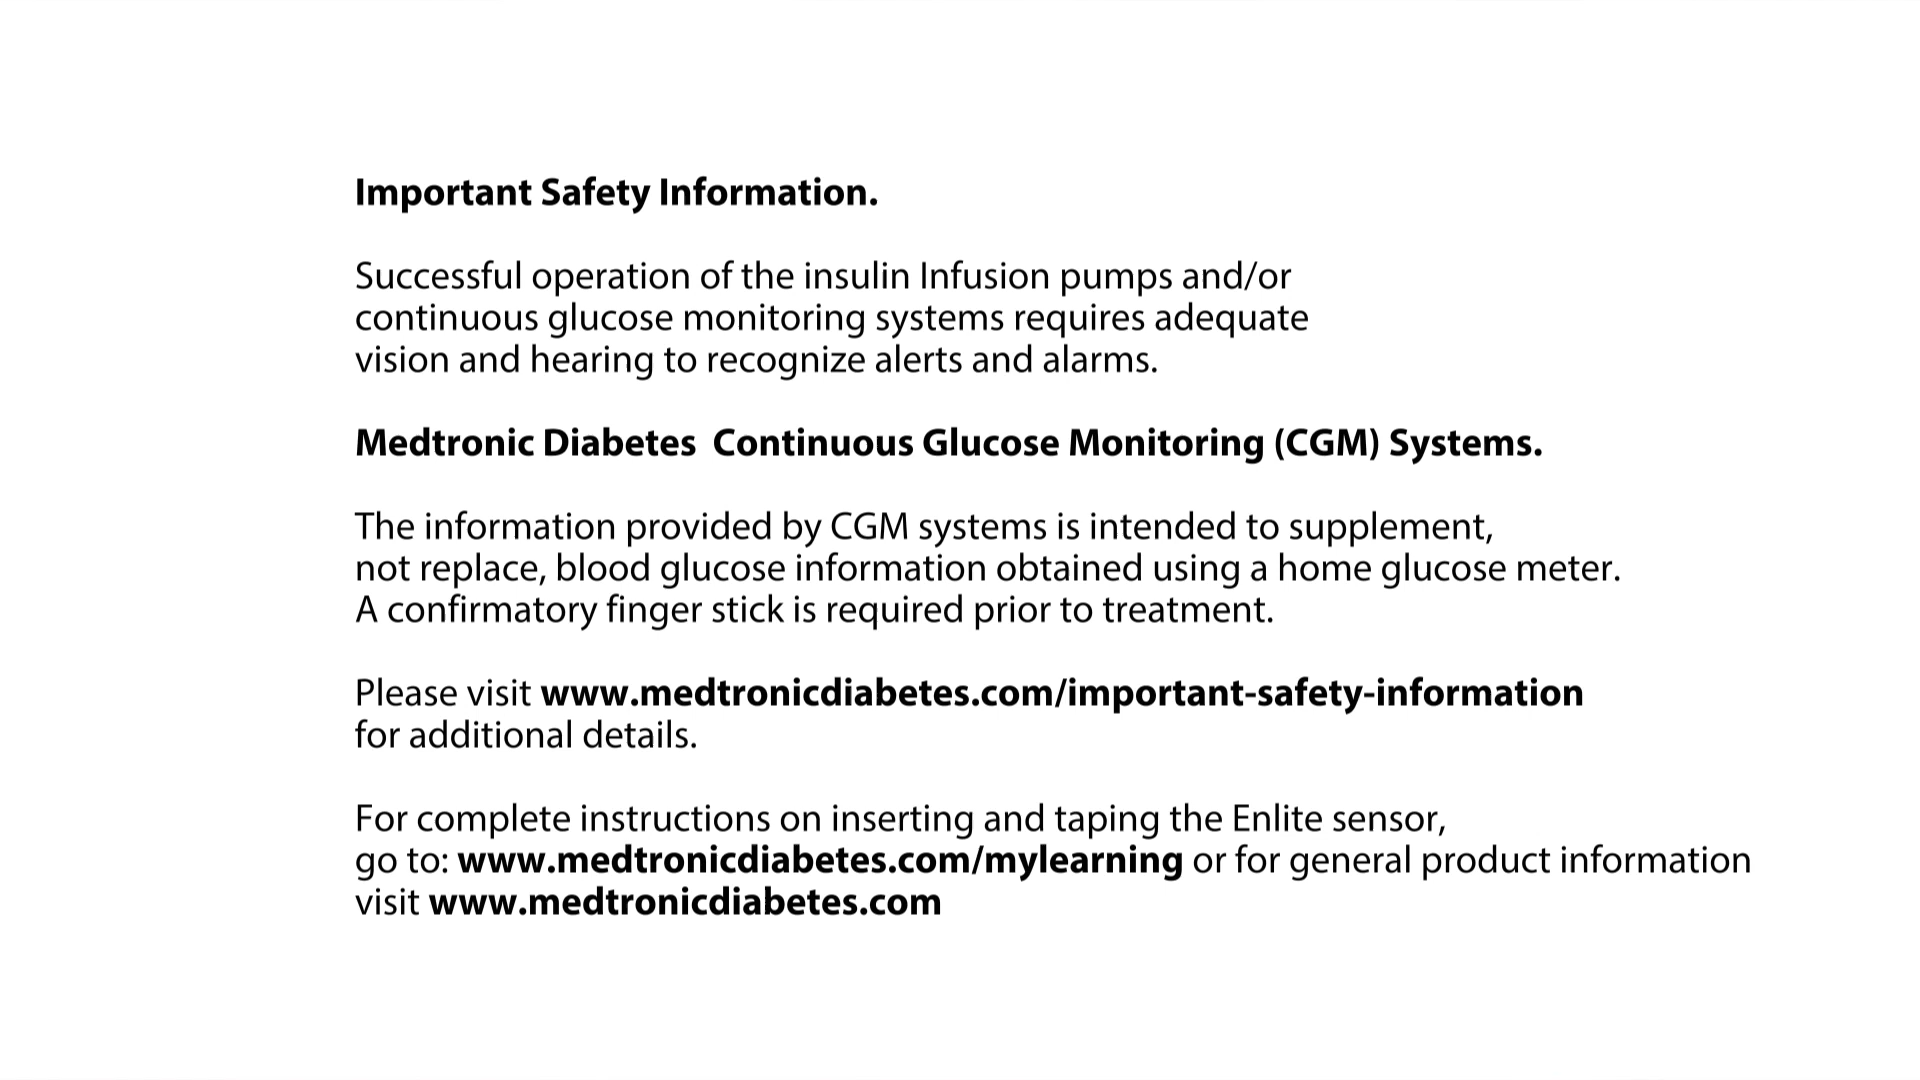 Important Safety Information.
Successful operation of the insulin Infusion pumps and/or
continuous glucose monitoring systems requires adequate
vision and hearing to recognize alerts and alarms.
Medtronic Diabetes  Continuous Glucose Monitoring (CGM) Systems.
The information provided by CGM systems is intended to supplement,
not replace, blood glucose information obtained using a home glucose meter.
A confirmatory finger stick is required prior to treatment.
Please visit www.medtronicdiabetes.com/important-safety-information
for additional details.
For complete instructions on inserting and taping the Enlite sensor,
go to: www.medtronicdiabetes.com/mylearning or for general product information
visit www.medtronicdiabetes.com